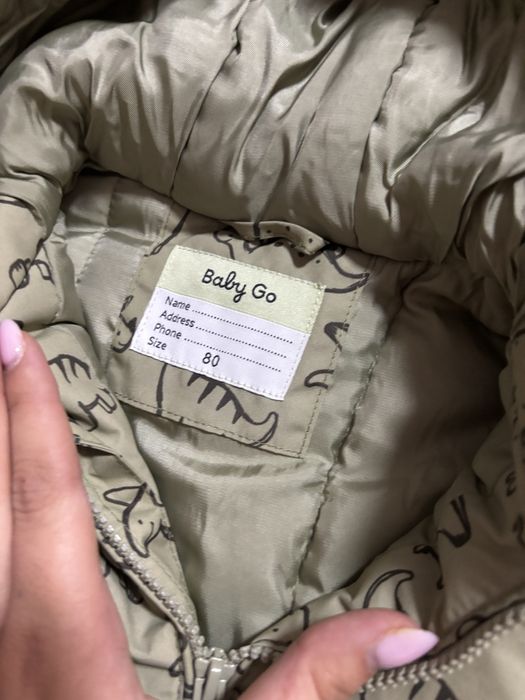 Baby Go
Name ........................
Address ........................
Phone ........................
Size 80 ........................